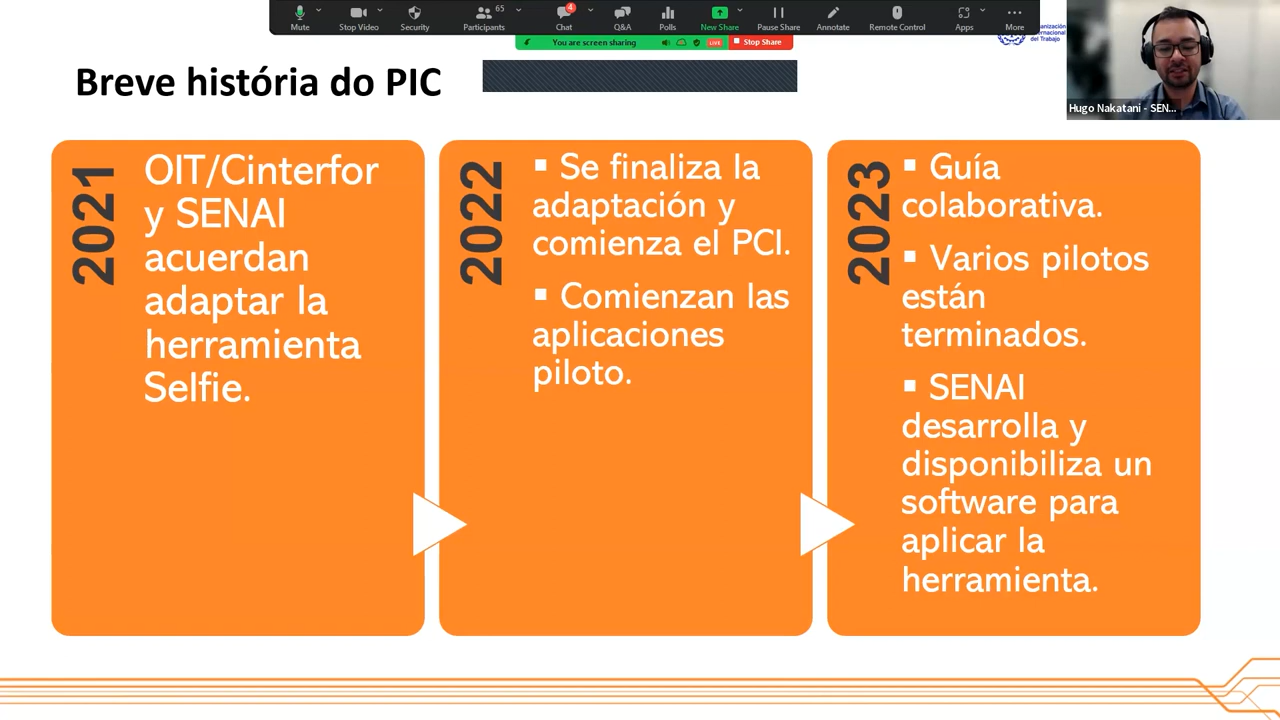 Mute
Stop Video
Security
65
Participants
4
Chat
Q&A
Polls
New Share
Pause Share
Annotate
Remote Control
Apps
More
You are screen sharing
LIVE
Stop Share
del Trabajo
Hugo Nakatani - SEN...
Breve história do PIC
2021
OIT/Cinterfor
y SENAI
acuerdan
adaptar la
herramienta
Selfie.
2022
▪ Se finaliza la
adaptación y
comienza el PCI.
▪ Comienzan las
aplicaciones
piloto.
2023
▪ Guía
colaborativa.
▪ Varios pilotos
están
terminados.
▪ SENAI
desarrolla y
disponibiliza un
software para
aplicar la
herramienta.